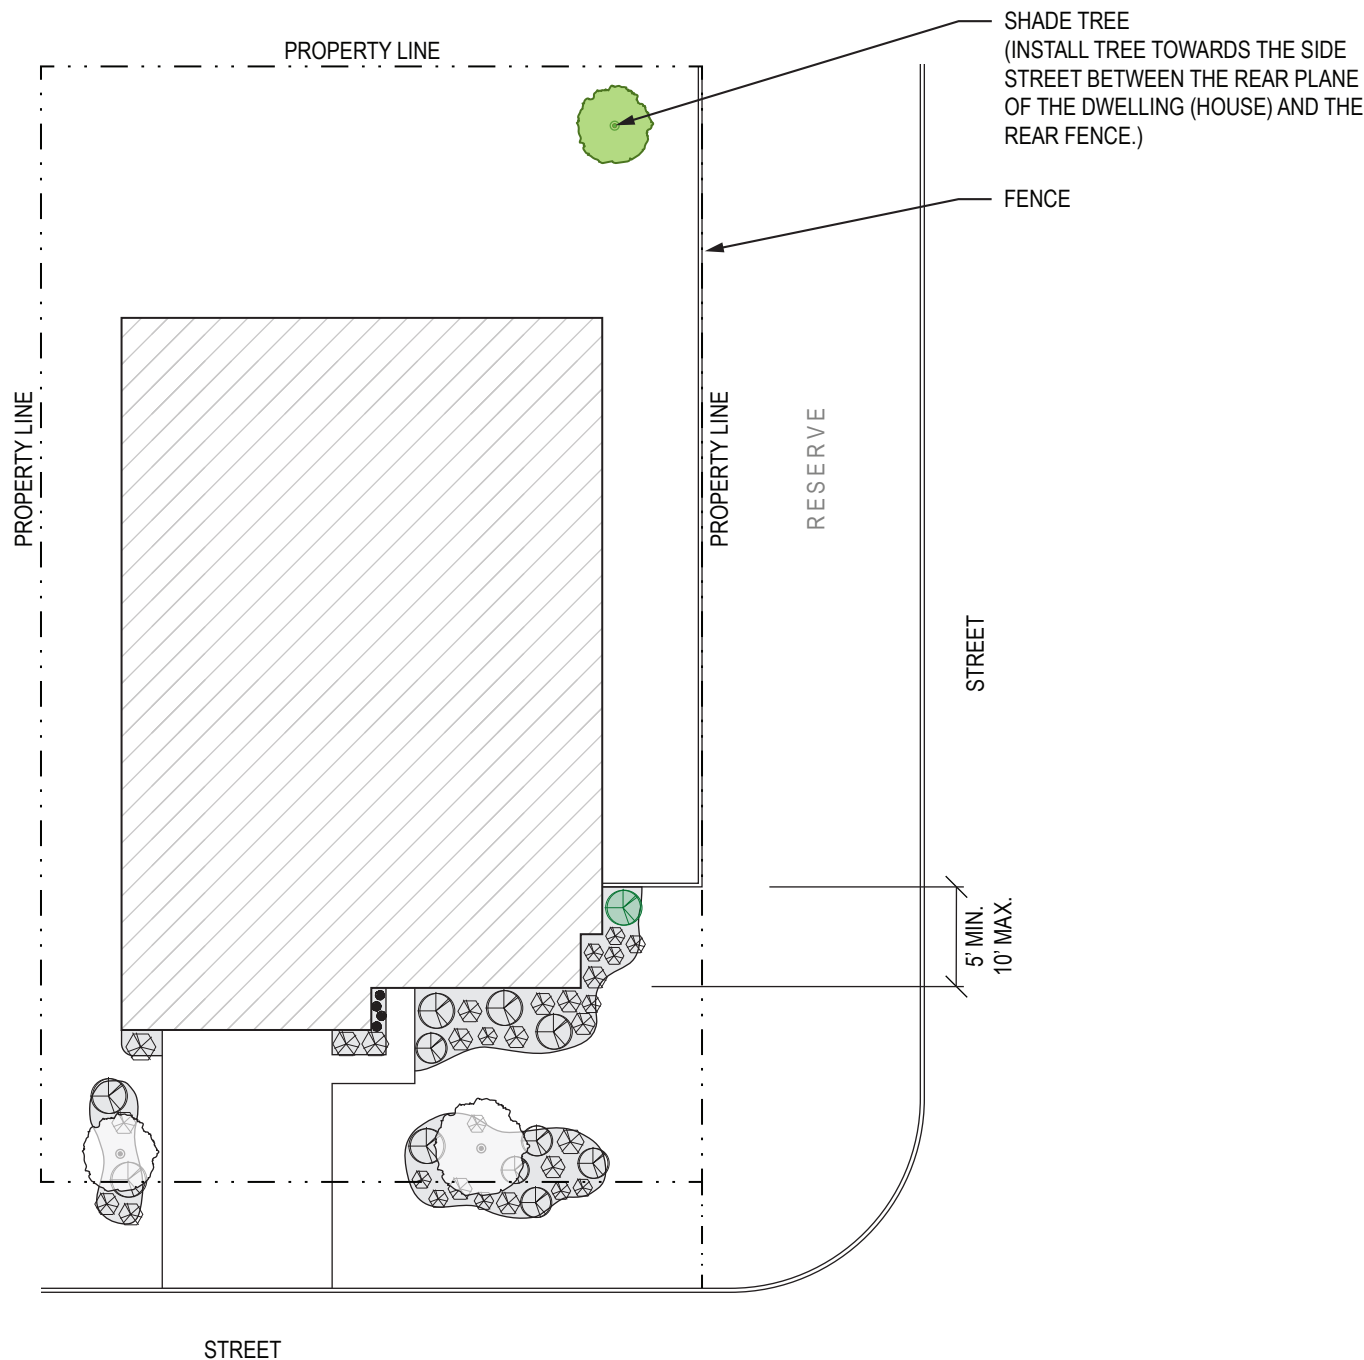 SHADE TREE
(INSTALL TREE TOWARDS THE SIDE
STREET BETWEEN THE REAR PLANE
OF THE DWELLING (HOUSE) AND THE
REAR FENCE.)
PROPERTY LINE
FENCE
PROPERTY LINE
PROPERTY LINE
RESERVE
STREET
5' MIN.
10' MAX.
STREET